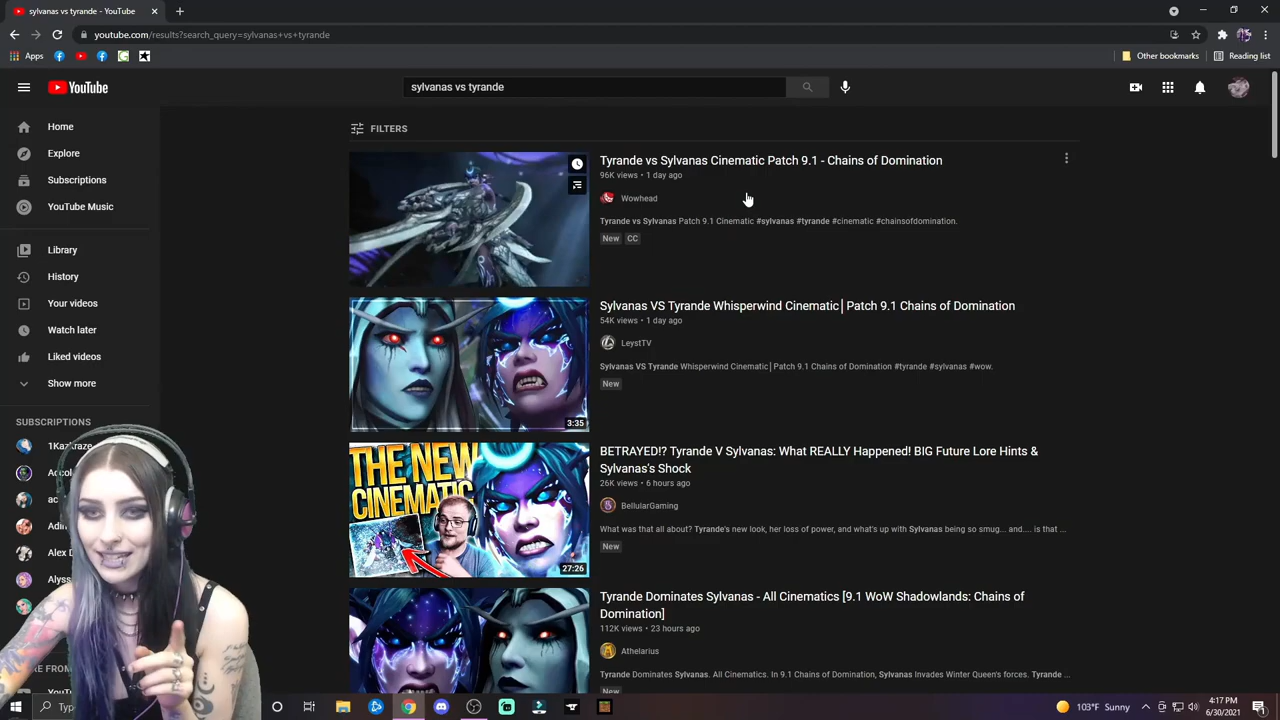 sylvanas vs tyrande - YouTube
youtube.com/results?search_query=sylvanas+vs+tyrande
Apps
Other bookmarks
Reading list
YouTube
sylvanas vs tyrande
Home
Explore
Subscriptions
YouTube Music
Library
History
Your videos
Watch later
Liked videos
Show more
SUBSCRIPTIONS
1Kazkraze
Accol
ac
Adin
Alex D
Alyss
RE FROM
FILTERS
Tyrande vs Sylvanas Cinematic Patch 9.1 - Chains of Domination
96K views • 1 day ago
Wowhead
Tyrande vs Sylvanas Patch 9.1 Cinematic #sylvanas #tyrande #cinematic #chainsofdomination.
New CC
Sylvanas VS Tyrande Whisperwind Cinematic│Patch 9.1 Chains of Domination
54K views • 1 day ago
LeystTV
Sylvanas VS Tyrande Whisperwind Cinematic│Patch 9.1 Chains of Domination #tyrande #sylvanas #wow.
New
3:35
THE NEW
CINEMATIC
27:26
BETRAYED!? Tyrande V Sylvanas: What REALLY Happened! BIG Future Lore Hints &
Sylvanas's Shock
26K views • 6 hours ago
BellularGaming
What was that all about? Tyrande's new look, her loss of power, and what's up with Sylvanas being so smug... and.... is that ...
New
Tyrande Dominates Sylvanas - All Cinematics [9.1 WoW Shadowlands: Chains of
Domination]
112K views • 23 hours ago
Athelarius
Tyrande Dominates Sylvanas. All Cinematics. In 9.1 Chains of Domination, Sylvanas Invades Winter Queen's forces. Tyrande ...
New
Typ
103°F Sunny
4:17 PM
6/30/2021